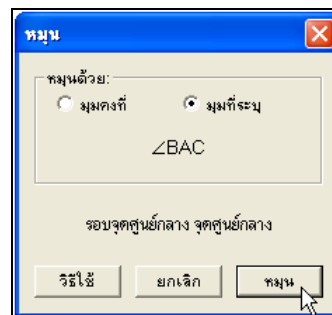 หมุน
หมุนด้วย:
มุมคงที่ มุมที่ระบุ
∠BAC
รอบจุดศูนย์กลาง จุดศูนย์กลาง
วิธีใช้ ยกเลิก หมุน